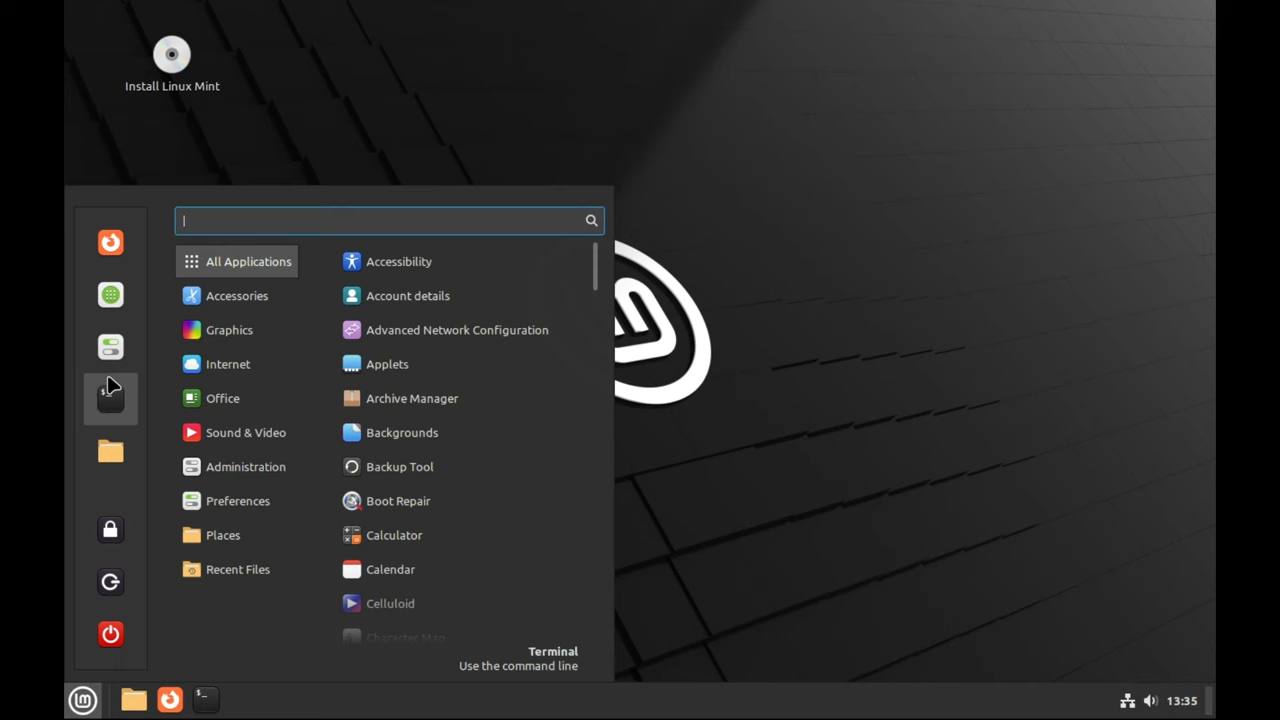 Install Linux Mint
All Applications
Accessories
Graphics
Internet
Office
Sound & Video
Administration
Preferences
Places
Recent Files
Accessibility
Account details
Advanced Network Configuration
Applets
Archive Manager
Backgrounds
Backup Tool
Boot Repair
Calculator
Calendar
Celluloid
Character Map
Terminal
Use the command line
13:35